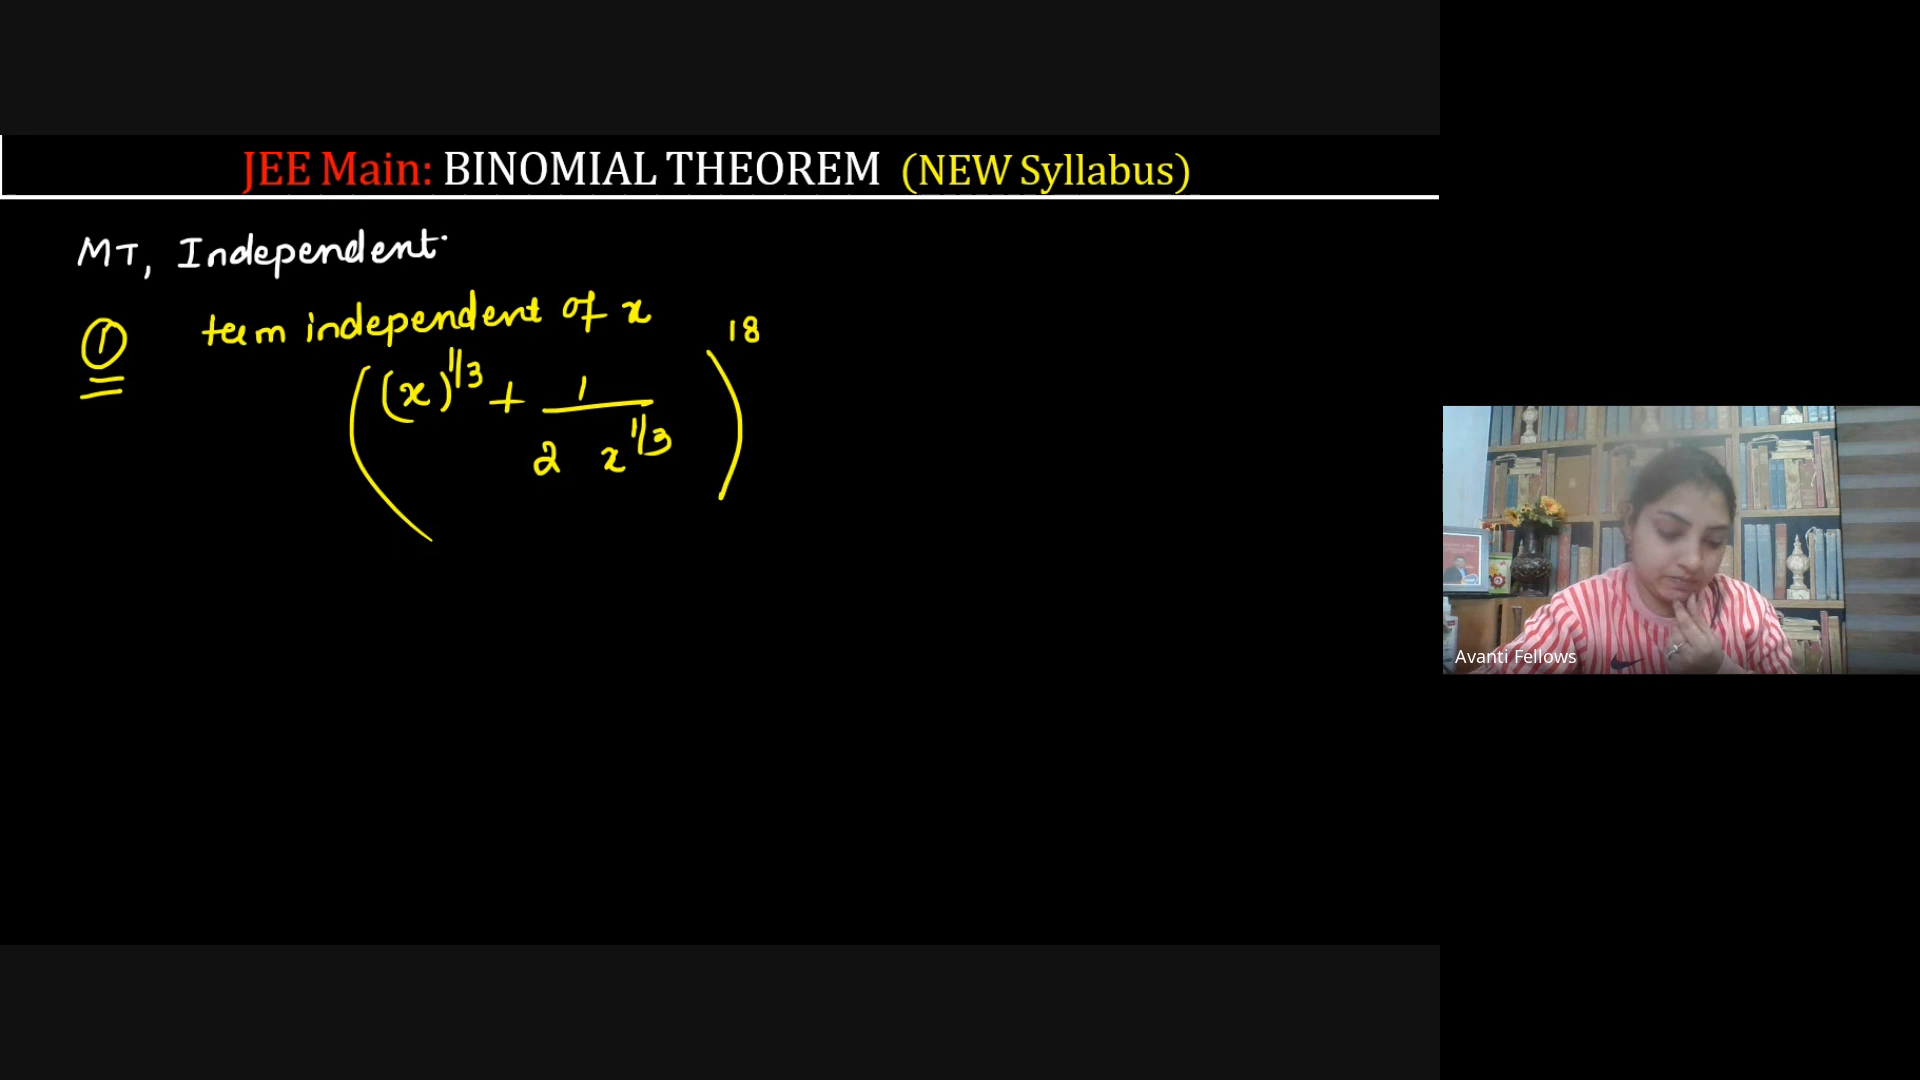 JEE Main: BINOMIAL THEOREM (NEW Syllabus)
MT, Independent
① term independent of x
((x)^1/3 + 1/(2 x^1/3))^18
Avanti Fellows